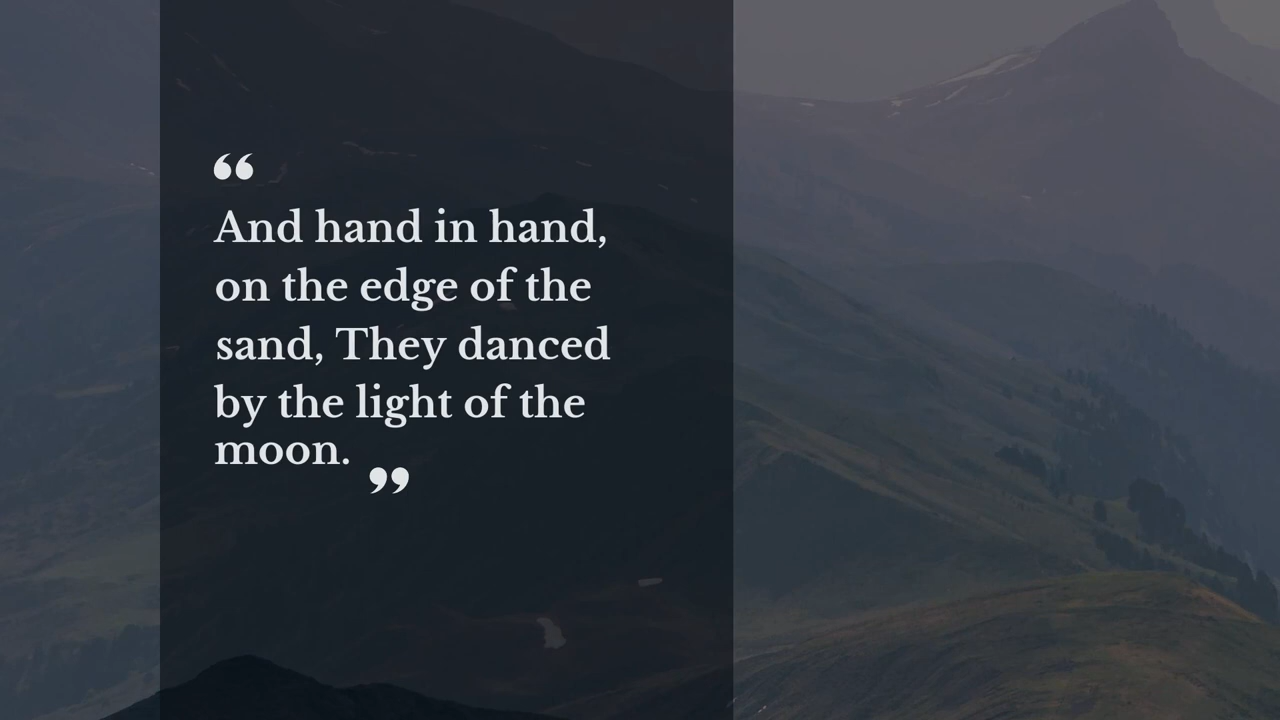 “
And hand in hand,
on the edge of the
sand, They danced
by the light of the
moon.
”